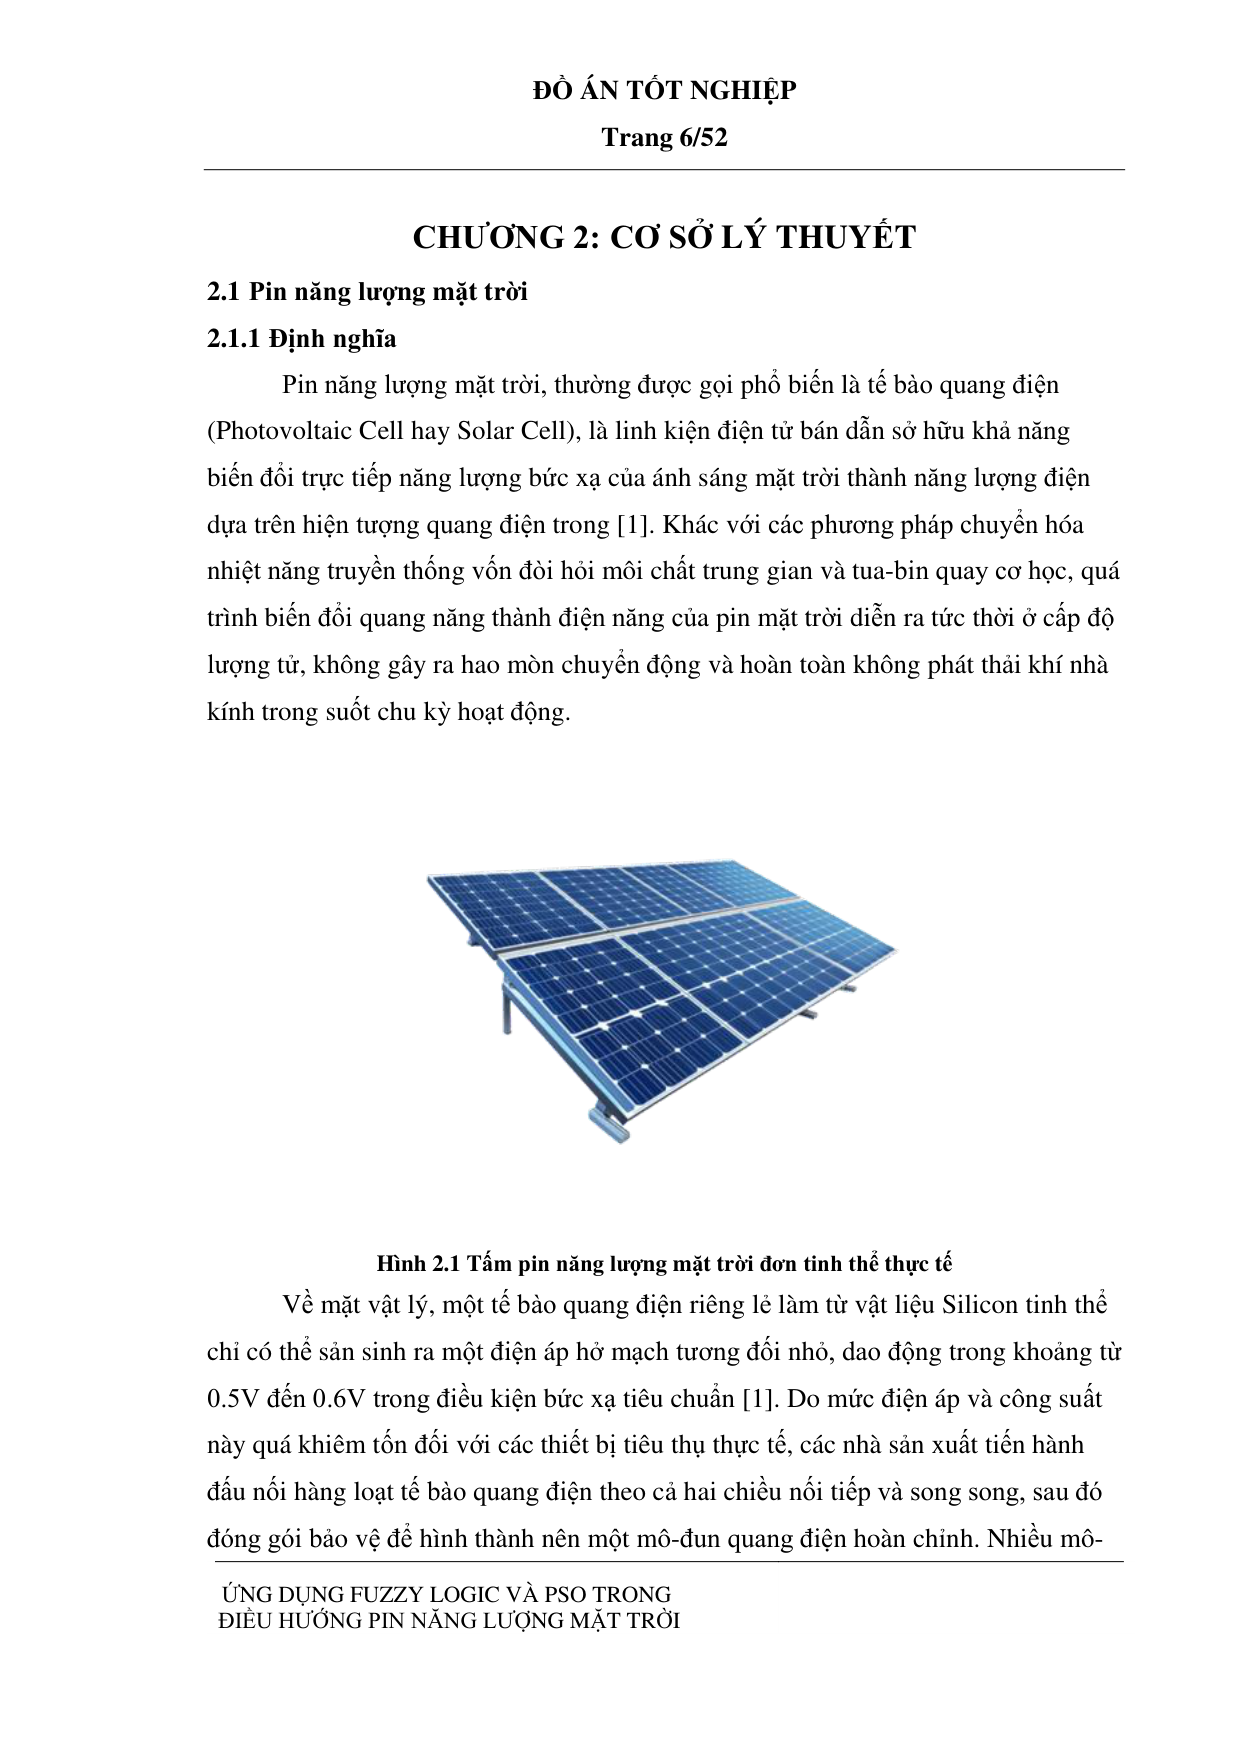 ĐỒ ÁN TỐT NGHIỆP
Trang 6/52
CHƯƠNG 2: CƠ SỞ LÝ THUYẾT
2.1 Pin năng lượng mặt trời
2.1.1 Định nghĩa
Pin năng lượng mặt trời, thường được gọi phổ biến là tế bào quang điện
(Photovoltaic Cell hay Solar Cell), là linh kiện điện tử bán dẫn sở hữu khả năng
biến đổi trực tiếp năng lượng bức xạ của ánh sáng mặt trời thành năng lượng điện
dựa trên hiện tượng quang điện trong [1]. Khác với các phương pháp chuyển hóa
nhiệt năng truyền thống vốn đòi hỏi môi chất trung gian và tua-bin quay cơ học, quá
trình biến đổi quang năng thành điện năng của pin mặt trời diễn ra tức thời ở cấp độ
lượng tử, không gây ra hao mòn chuyển động và hoàn toàn không phát thải khí nhà
kính trong suốt chu kỳ hoạt động.
Hình 2.1 Tấm pin năng lượng mặt trời đơn tinh thể thực tế
Về mặt vật lý, một tế bào quang điện riêng lẻ làm từ vật liệu Silicon tinh thể
chỉ có thể sản sinh ra một điện áp hở mạch tương đối nhỏ, dao động trong khoảng từ
0.5V đến 0.6V trong điều kiện bức xạ tiêu chuẩn [1]. Do mức điện áp và công suất
này quá khiêm tốn đối với các thiết bị tiêu thụ thực tế, các nhà sản xuất tiến hành
đấu nối hàng loạt tế bào quang điện theo cả hai chiều nối tiếp và song song, sau đó
đóng gói bảo vệ để hình thành nên một mô-đun quang điện hoàn chỉnh. Nhiều mô-
ỨNG DỤNG FUZZY LOGIC VÀ PSO TRONG
ĐIỀU HƯỚNG PIN NĂNG LƯỢNG MẶT TRỜI